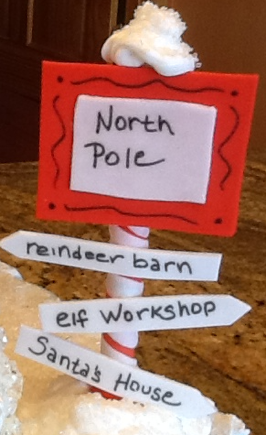 North
Pole
reindeer barn
elf Workshop
Santa's House